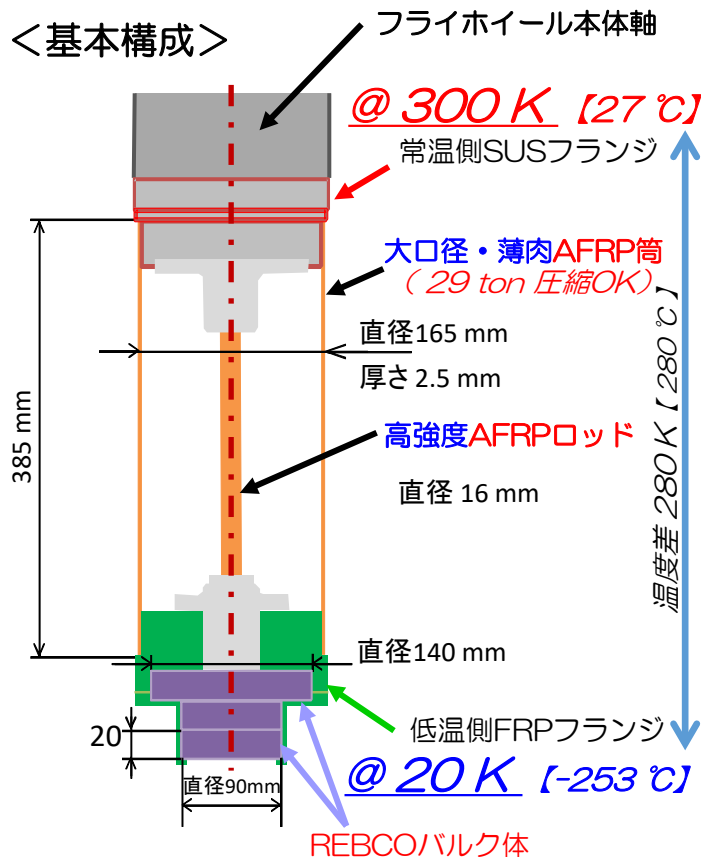 ＜基本構成＞
フライホイール本体軸
@ 300 K 【27 ℃】
常温側SUSフランジ
大口径・薄肉AFRP筒
（ 29 ton 圧縮OK）
直径165 mm
厚さ 2.5 mm
385 mm
高強度AFRPロッド
直径 16 mm
温度差 280 K【 280 ℃ 】
直径140 mm
低温側FRPフランジ
20
@ 20 K 【-253 ℃】
直径90mm
REBCOバルク体